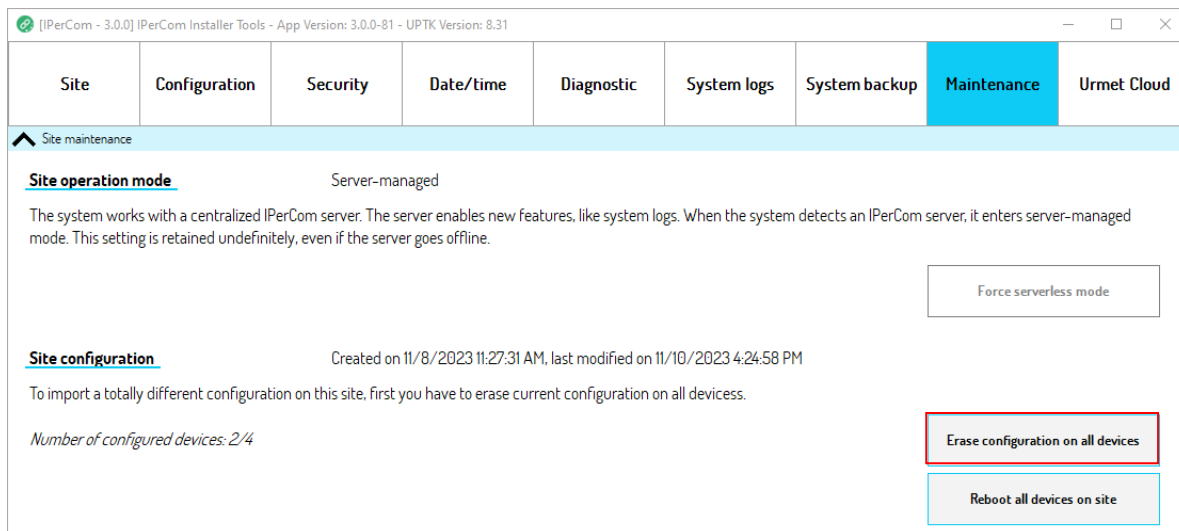 [IPerCom - 3.0.0] IPerCom Installer Tools - App Version: 3.0.0-81 - UPTK Version: 8.31
Site Configuration Security Date/time Diagnostic System logs System backup Maintenance Urmet Cloud
Site maintenance
Site operation mode Server-managed
The system works with a centralized IPerCom server. The server enables new features, like system logs. When the system detects an IPerCom server, it enters server-managed
mode. This setting is retained undefinitely, even if the server goes offline.
Force serverless mode
Site configuration Created on 11/8/2023 11:27:31 AM, last modified on 11/10/2023 4:24:58 PM
To import a totally different configuration on this site, first you have to erase current configuration on all devicess.
Number of configured devices: 2/4
Erase configuration on all devices
Reboot all devices on site